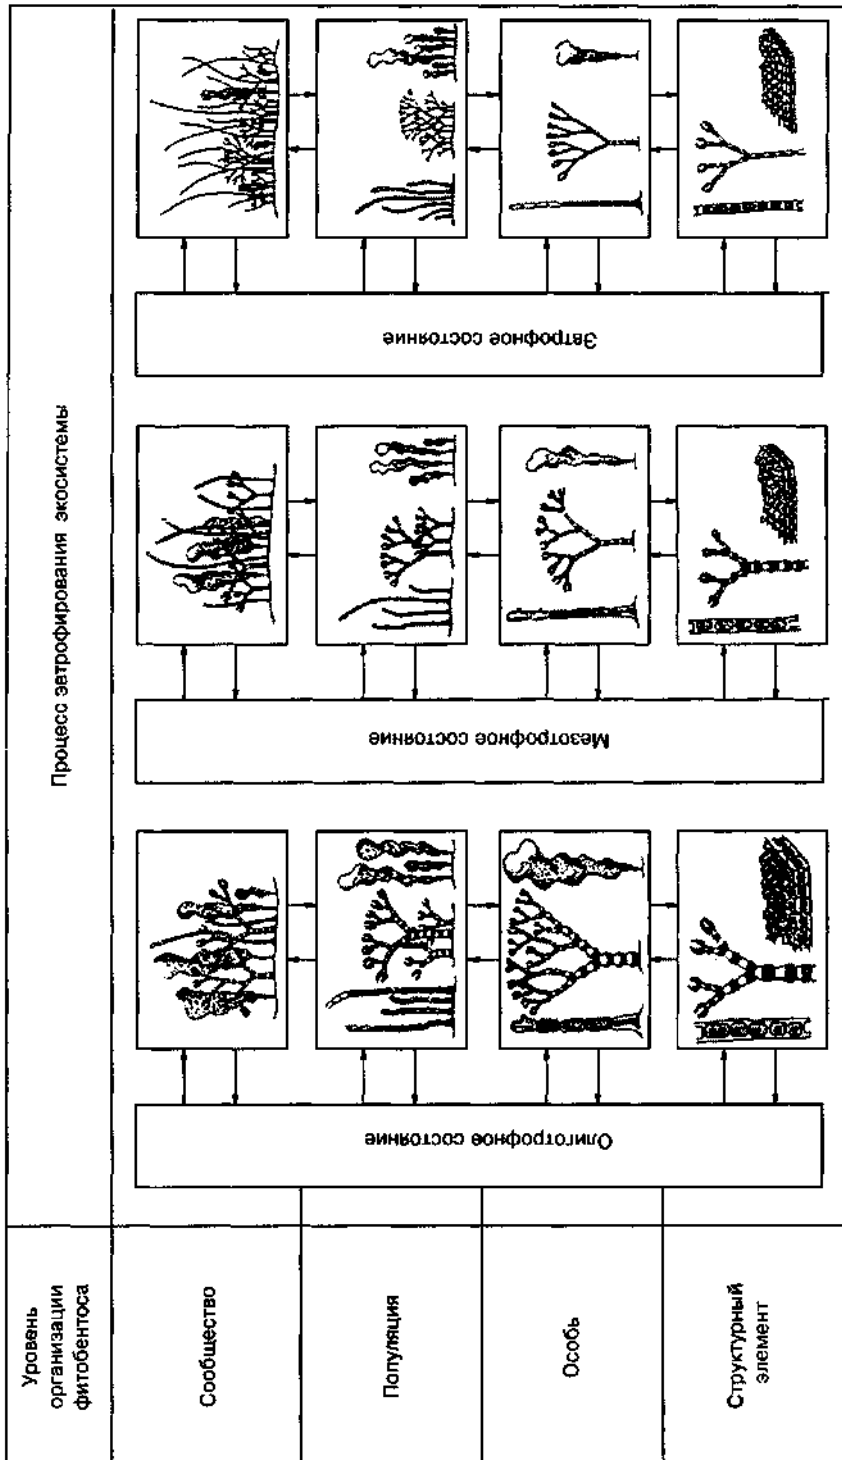 Процесс эвтрофирования экосистемы
Уровень
организации
фитобентоса
Сообщество
Популяция
Особь
Структурный
элемент
Олиготрофное состояние
Мезотрофное состояние
Эвтрофное состояние